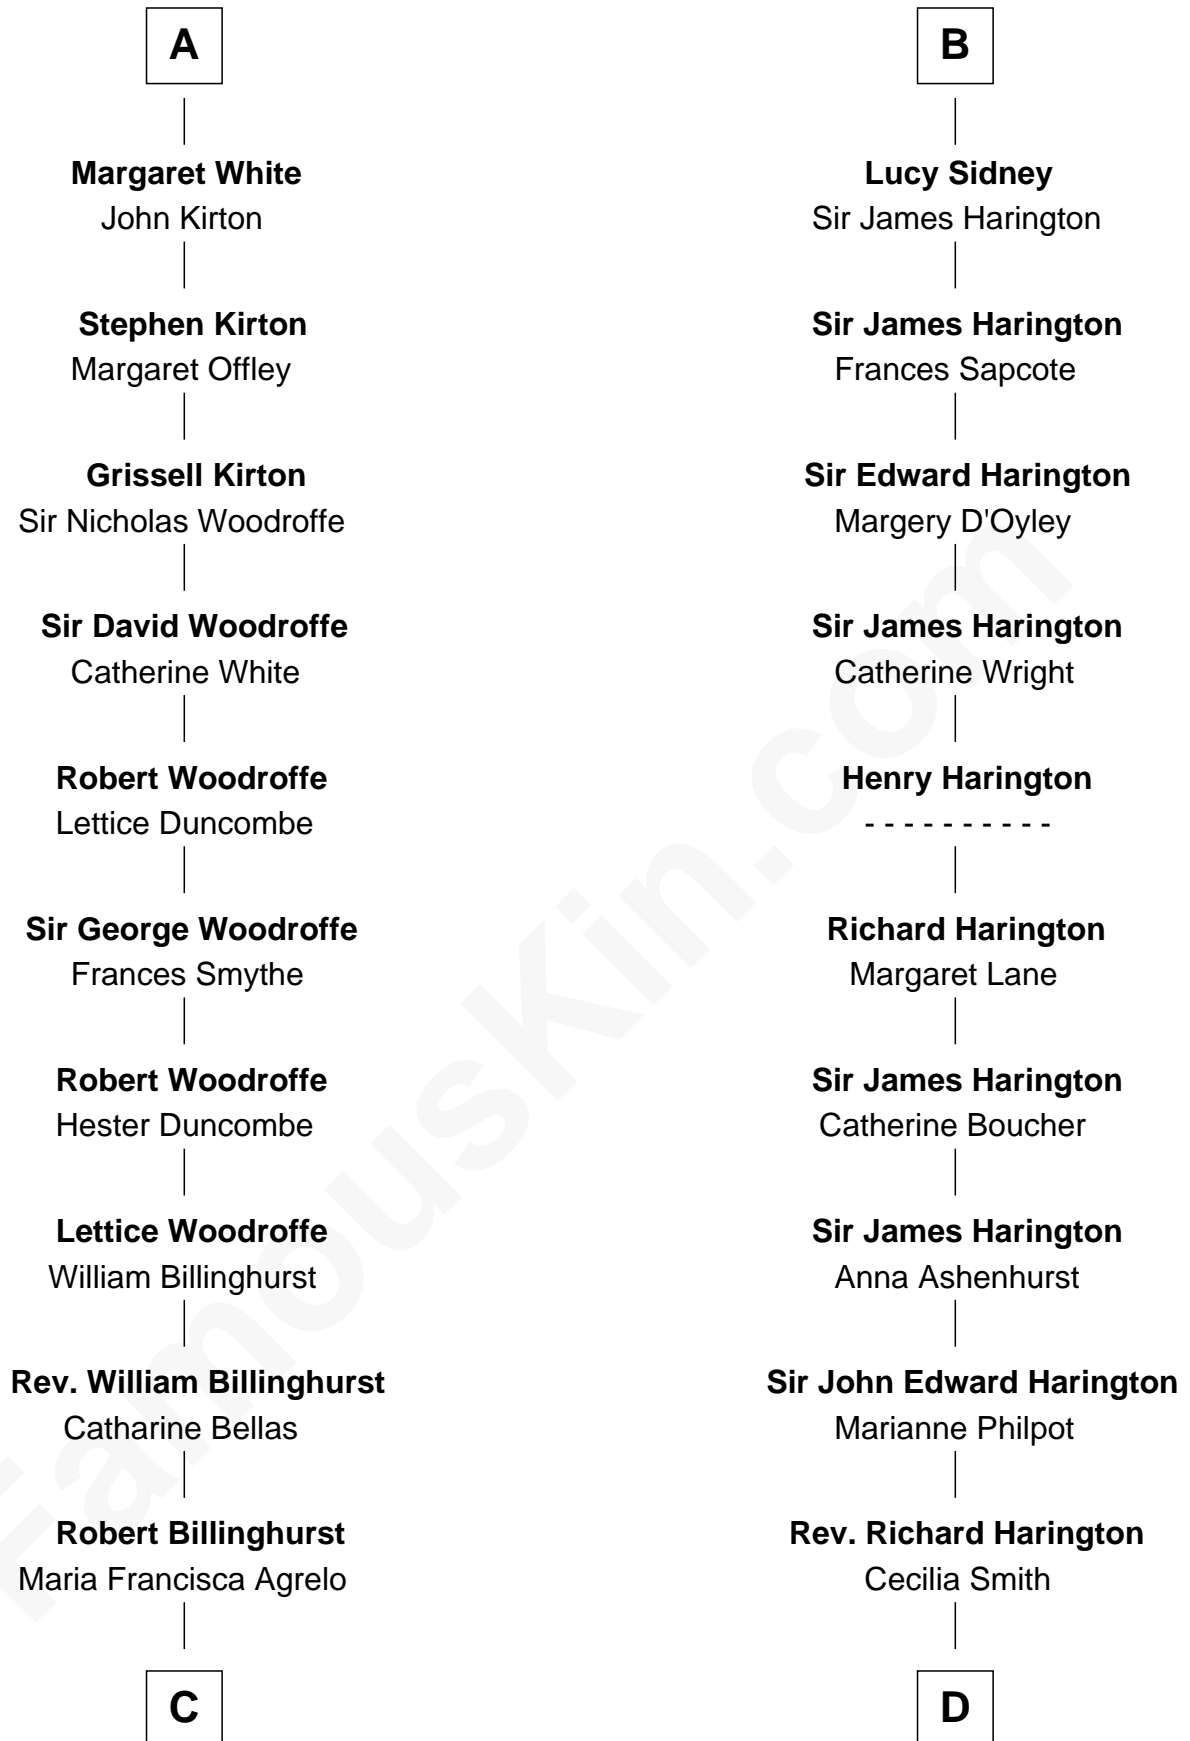 A
Margaret White
John Kirton
Stephen Kirton
Margaret Offley
Grissell Kirton
Sir Nicholas Woodroffe
Sir David Woodroffe
Catherine White
Robert Woodroffe
Lettice Duncombe
Sir George Woodroffe
Frances Smythe
Robert Woodroffe
Hester Duncombe
Lettice Woodroffe
William Billinghurst
Rev. William Billinghurst
Catharine Bellas
Robert Billinghurst
Maria Francisca Agrelo
C
B
Lucy Sidney
Sir James Harington
Sir James Harington
Frances Sapcote
Sir Edward Harington
Margery D'Oyley
Sir James Harington
Catherine Wright
Henry Harington
- - - - - - - - - -
Richard Harington
Margaret Lane
Sir James Harington
Catherine Boucher
Sir James Harington
Anna Ashenhurst
Sir John Edward Harington
Marianne Philpot
Rev. Richard Harington
Cecilia Smith
D
FamousKin.com